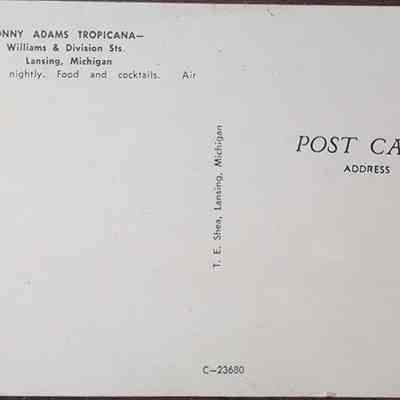 ONNY ADAMS TROPICANA—
Williams & Division Sts.
Lansing, Michigan
nightly. Food and cocktails. Air
T. E. Shea, Lansing, Michigan
POST CA
ADDRESS
C—23680